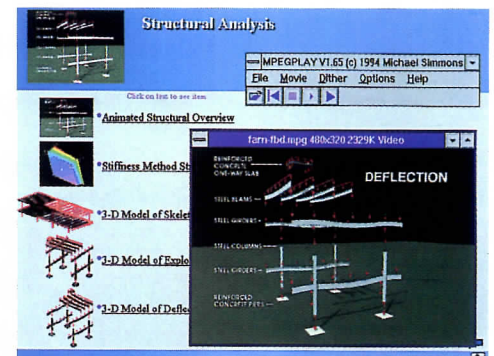 Structural Analysis
MPEGPLAY V1.65 (c) 1994 Michael Simmons
File Movie Dither Options Help
Click on text to see item
*Animated Structural Overview
farn-fbd.mpg 480x320 2329K Video
*Stiffness Method St
REINFORCED
CONCRETE
ONE-WAY SLAB
DEFLECTION
STEEL BEAMS
*3-D Model of Skelet
STEEL GIRDERS
STEEL COLUMNS
*3-D Model of Explo
STEEL GIRDERS
REINFORCED
CONCRETE PIERS
*3-D Model of Defle